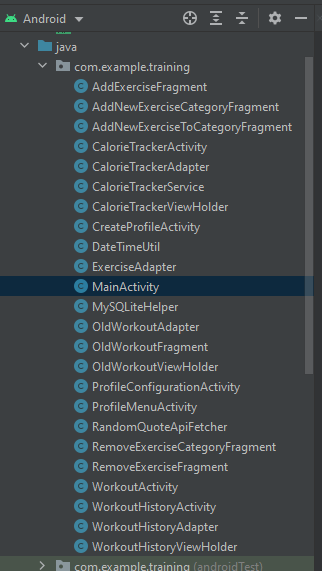 Android
java
com.example.training
AddExerciseFragment
AddNewExerciseCategoryFragment
AddNewExerciseToCategoryFragment
CalorieTrackerActivity
CalorieTrackerAdapter
CalorieTrackerService
CalorieTrackerViewHolder
CreateProfileActivity
DateTimeUtil
ExerciseAdapter
MainActivity
MySQLiteHelper
OldWorkoutAdapter
OldWorkoutFragment
OldWorkoutViewHolder
ProfileConfigurationActivity
ProfileMenuActivity
RandomQuoteApiFetcher
RemoveExerciseCategoryFragment
RemoveExerciseFragment
WorkoutActivity
WorkoutHistoryActivity
WorkoutHistoryAdapter
WorkoutHistoryViewHolder
com.example.training (androidTest)